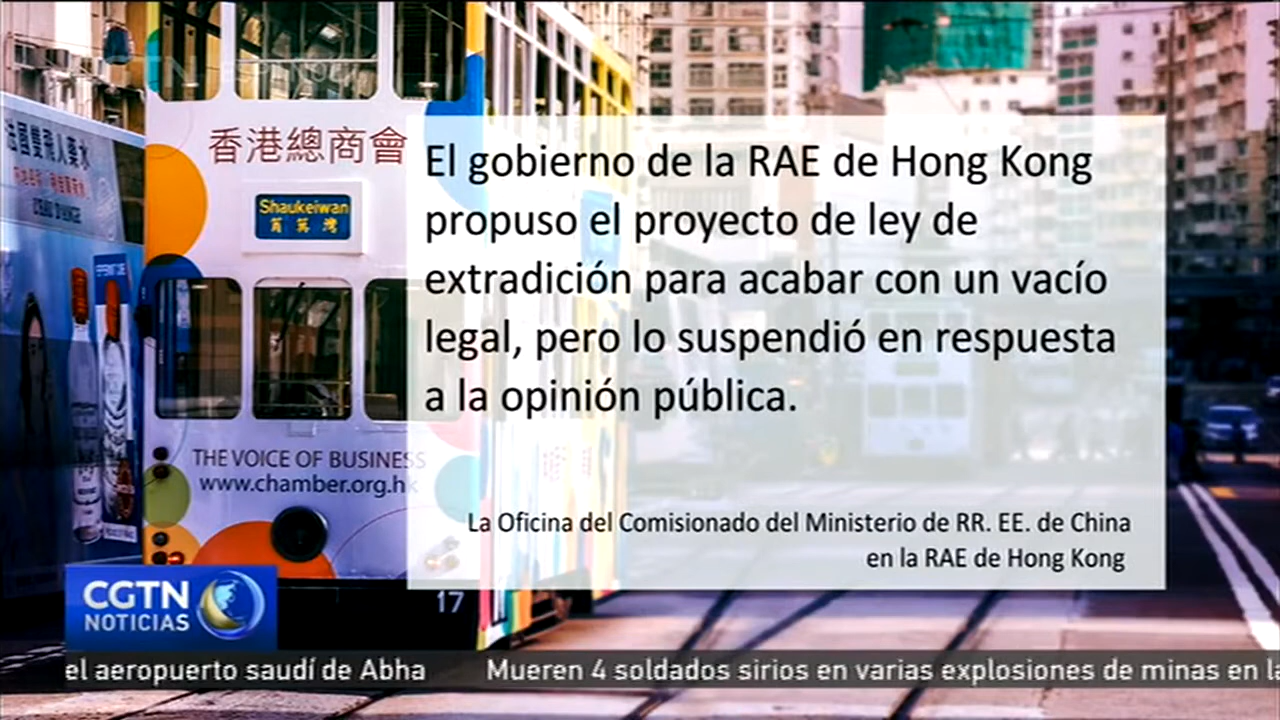 CGTN ESPAÑOL
香港總商會
Shaukeiwan
筲箕灣
El gobierno de la RAE de Hong Kong
propuso el proyecto de ley de
extradición para acabar con un vacío
legal, pero lo suspendió en respuesta
a la opinión pública.
THE VOICE OF BUSINESS
www.chamber.org.hk
La Oficina del Comisionado del Ministerio de RR. EE. de China
en la RAE de Hong Kong
17
CGTN
NOTICIAS
el aeropuerto saudí de Abha Mueren 4 soldados sirios en varias explosiones de minas en la